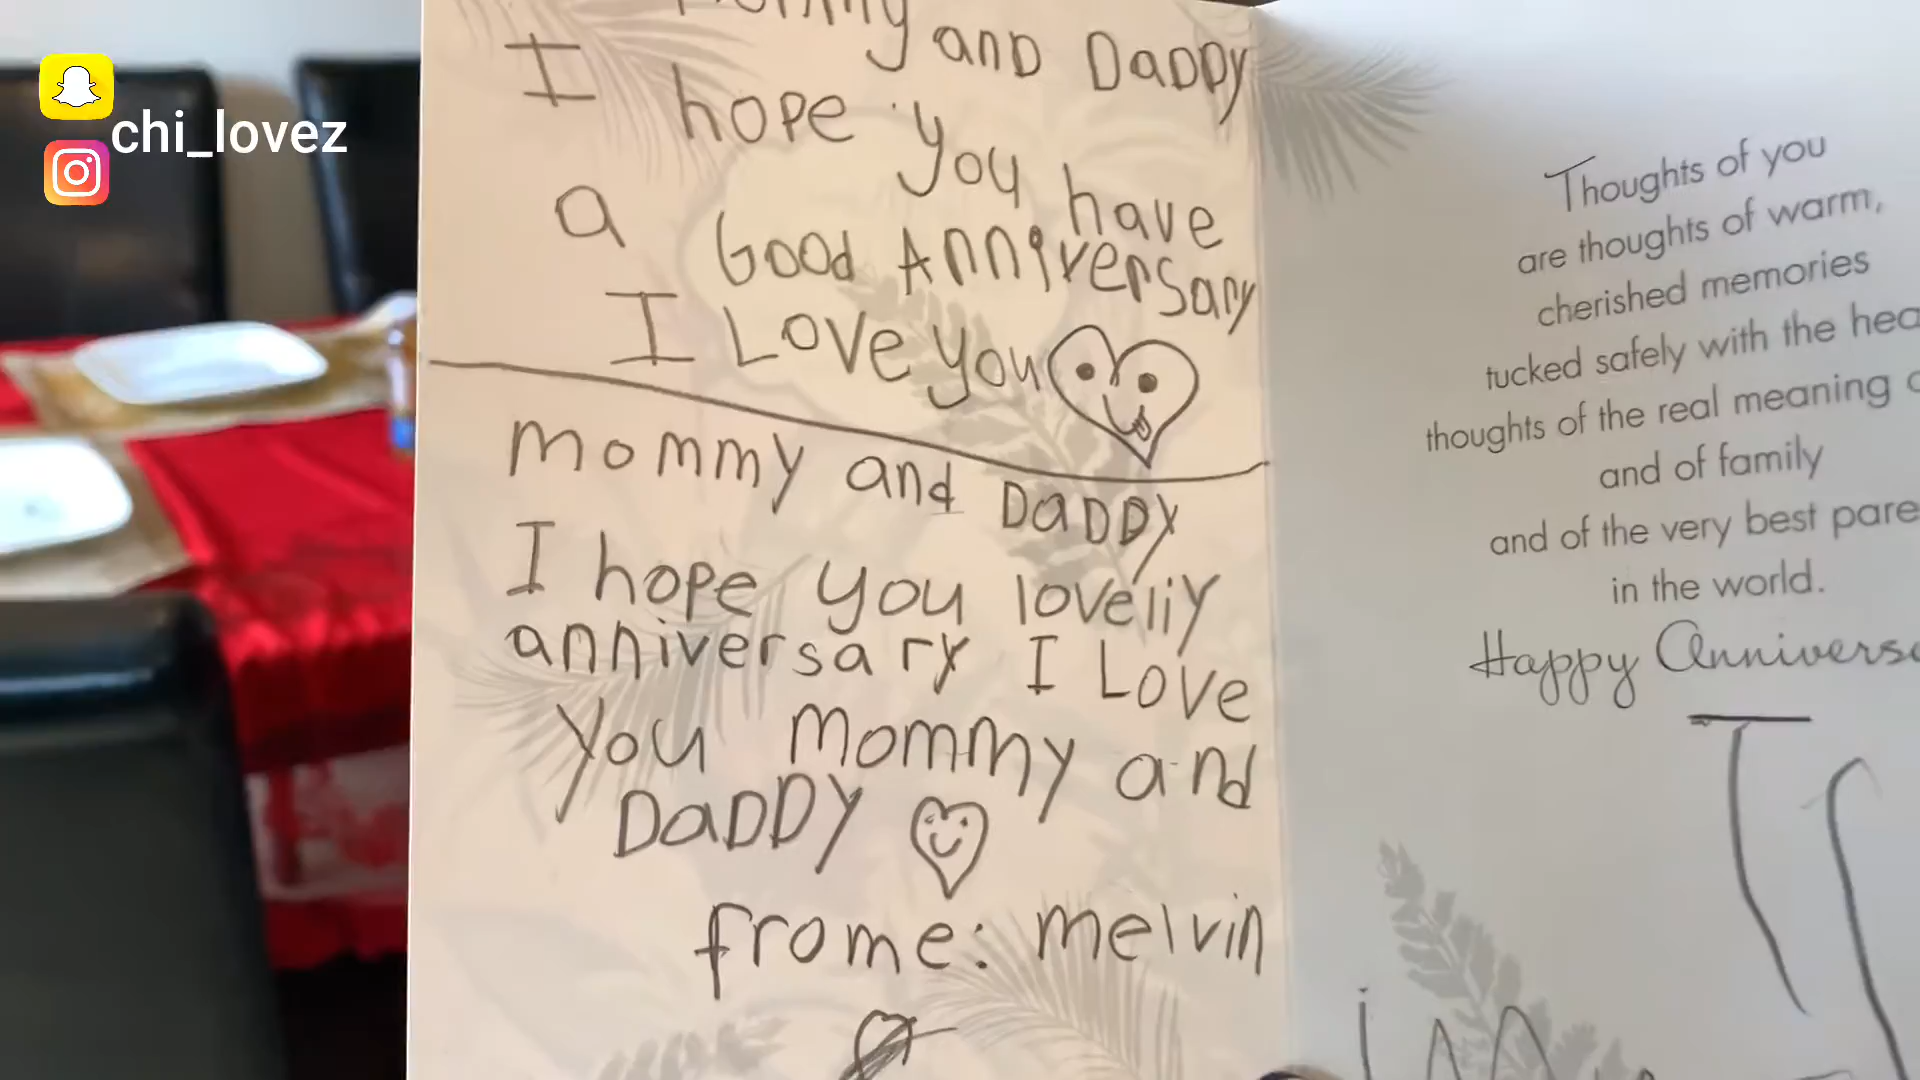 chi_lovez
and DaDDy
I hope you have
a Good Anniversary
I Love you
mommy and DaDDY
I hope you loveliy
anniversary I Love
you mommy and
DaDDY
frome: melvin
Thoughts of you
are thoughts of warm,
cherished memories
tucked safely with the
thoughts of the real meaning
and of family
and of the very best
in the world.
Happy